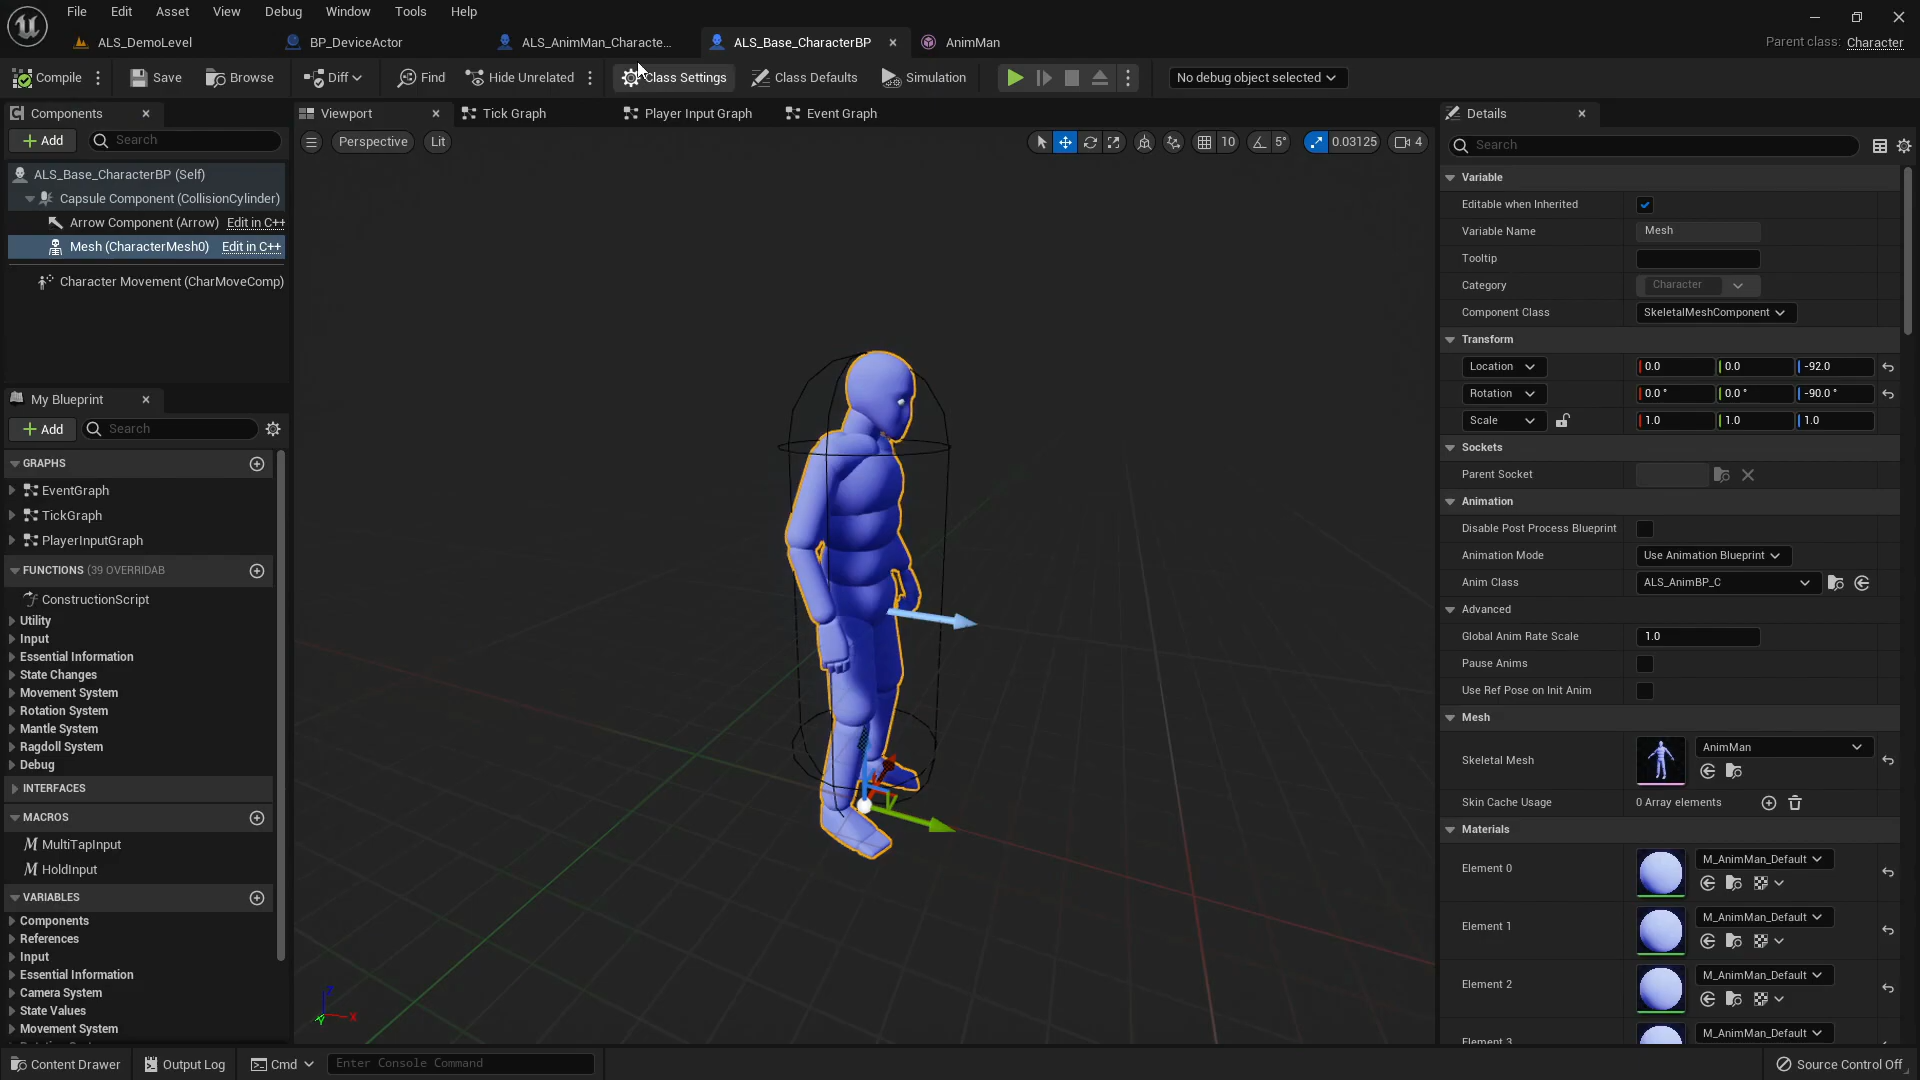 File Edit Asset View Debug Window Tools Help
ALS_DemoLevel BP_DeviceActor ALS_AnimMan_Characte... ALS_Base_CharacterBP AnimMan Parent class: Character
Compile Save Browse Diff Find Hide Unrelated Class Settings Class Defaults Simulation No debug object selected
Components Viewport Tick Graph Player Input Graph Event Graph Details
Add Search Perspective Lit 10 5° 0.03125 4 Search
ALS_Base_CharacterBP (Self)
Capsule Component (CollisionCylinder)
Arrow Component (Arrow) Edit in C++
Mesh (CharacterMesh0) Edit in C++
Character Movement (CharMoveComp)
My Blueprint
Add Search
GRAPHS
EventGraph
TickGraph
PlayerInputGraph
FUNCTIONS (39 OVERRIDAB
ConstructionScript
Utility
Input
Essential Information
State Changes
Movement System
Rotation System
Mantle System
Ragdoll System
Debug
INTERFACES
MACROS
MultiTapInput
HoldInput
VARIABLES
Components
References
Input
Essential Information
Camera System
State Values
Movement System
Z
X
Y
Variable
Editable when Inherited
Variable Name Mesh
Tooltip
Category Character
Component Class SkeletalMeshComponent
Transform
Location 0.0 0.0 -92.0
Rotation 0.0 ° 0.0 ° -90.0 °
Scale 1.0 1.0 1.0
Sockets
Parent Socket
Animation
Disable Post Process Blueprint
Animation Mode Use Animation Blueprint
Anim Class ALS_AnimBP_C
Advanced
Global Anim Rate Scale 1.0
Pause Anims
Use Ref Pose on Init Anim
Mesh
Skeletal Mesh AnimMan
Skin Cache Usage 0 Array elements
Materials
Element 0 M_AnimMan_Default
Element 1 M_AnimMan_Default
Element 2 M_AnimMan_Default
Element 3 M_AnimMan_Default
Content Drawer Output Log Cmd Enter Console Command Source Control Off